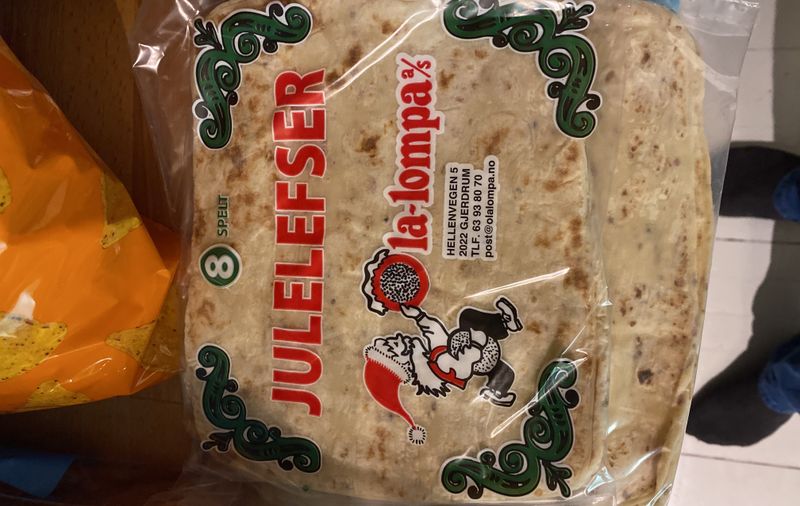 8 SPELT
JULELEFSER
Ola-lompa a/s
HELLENVEGEN 5
2022 GJERDRUM
TLF. 63 93 80 70
post@olalompa.no